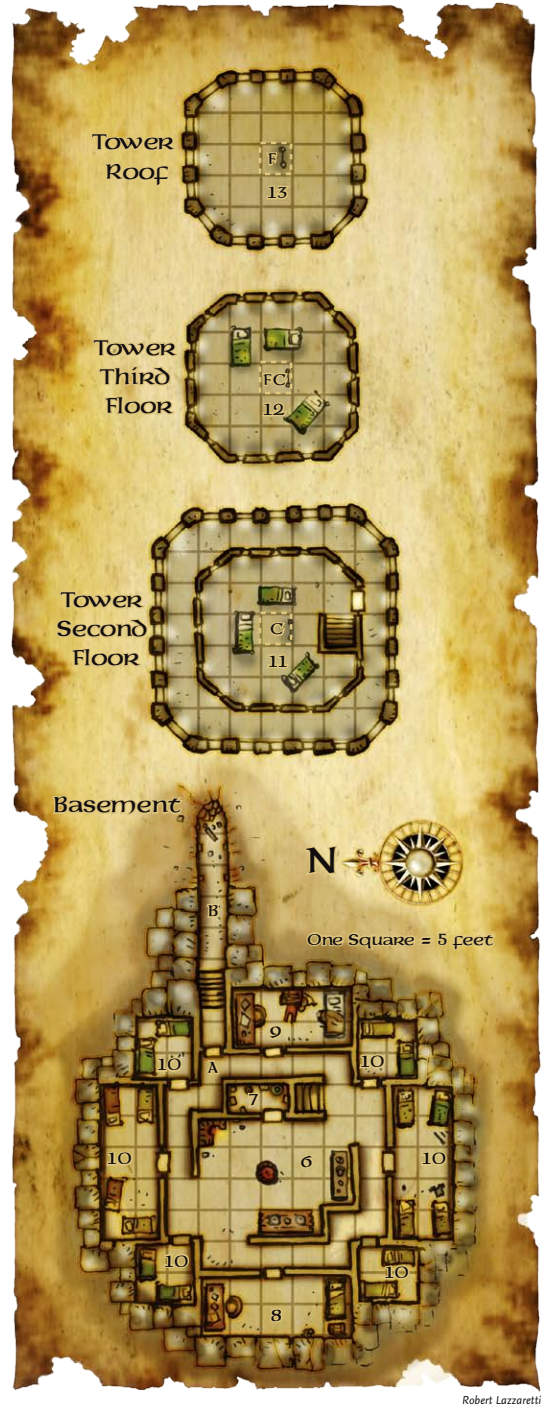 Tower
Roof
F
13
Tower
Third
Floor
FC
12
Tower
Second
Floor
C
11
Basement
N
B
One Square = 5 feet
9
10
A
10
7
10
6
10
10
10
8
Robert Lazzaretti